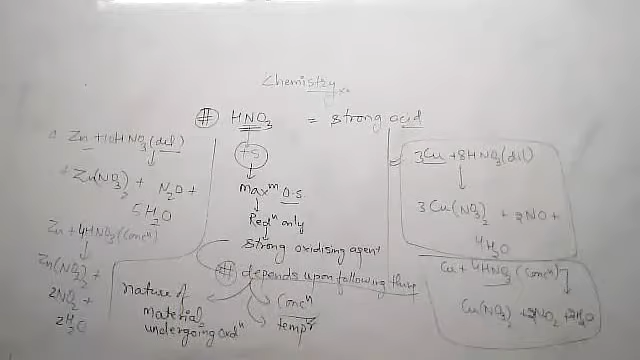 Chemistry
# HNO3 = strong acid
+5
maxm O.S.
Redn only
strong oxidising agent
# depends upon following things
nature of
material
undergoing oxdn
Concn
tempr
Zn + 10HNO3 (dil)
Zn(NO3)2 + N2O +
5H2O
Zn + 4HNO3 (Concn)
Zn(NO3)2 +
2NO2 +
2H2O
3Cu + 8HNO3 (dil)
3Cu(NO3)2 + 2NO +
4H2O
Cu + 4HNO3 (Concn)
Cu(NO3)2 + 2NO2 + 2H2O